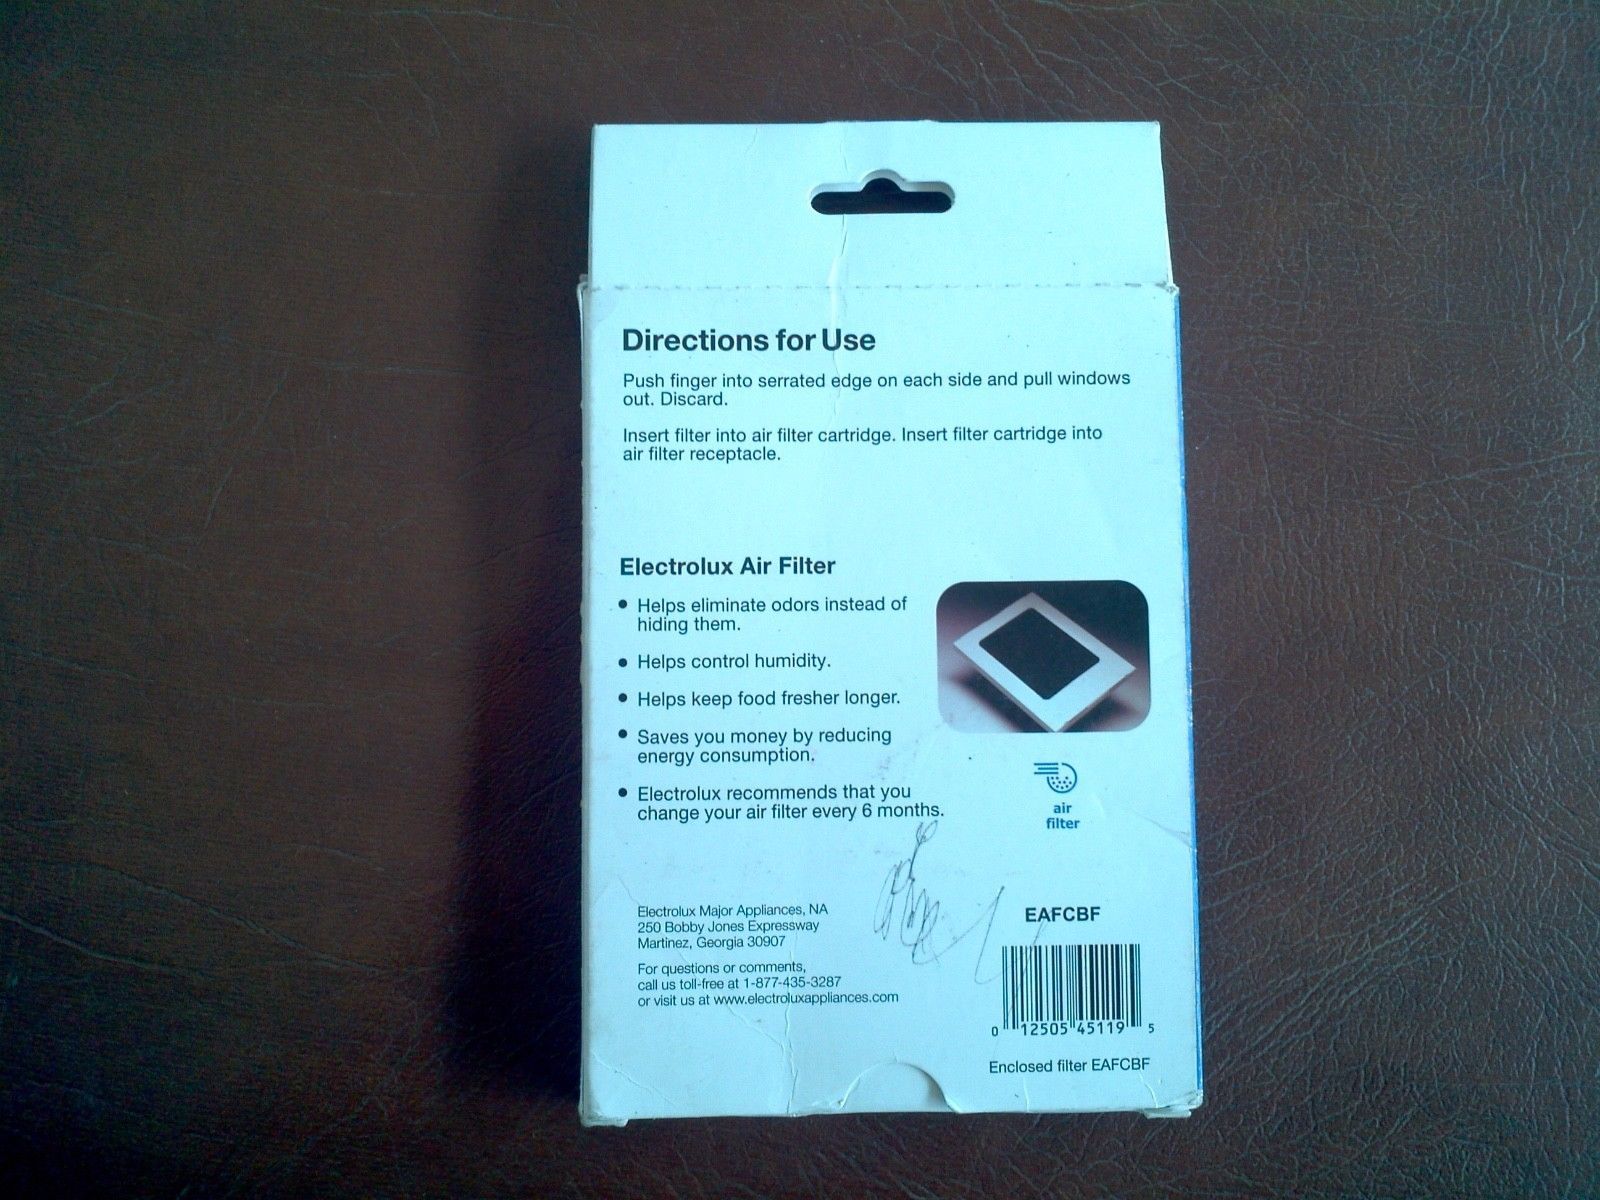 Directions for Use
Push finger into serrated edge on each side and pull windows
out. Discard.
Insert filter into air filter cartridge. Insert filter cartridge into
air filter receptacle.
Electrolux Air Filter
• Helps eliminate odors instead of
hiding them.
• Helps control humidity.
• Helps keep food fresher longer.
• Saves you money by reducing
energy consumption.
• Electrolux recommends that you
change your air filter every 6 months.
air
filter
Electrolux Major Appliances, NA
250 Bobby Jones Expressway
Martinez, Georgia 30907
For questions or comments,
call us toll-free at 1-877-435-3287
or visit us at www.electroluxappliances.com
EAFCBF
0 12505 45119 5
Enclosed filter EAFCBF